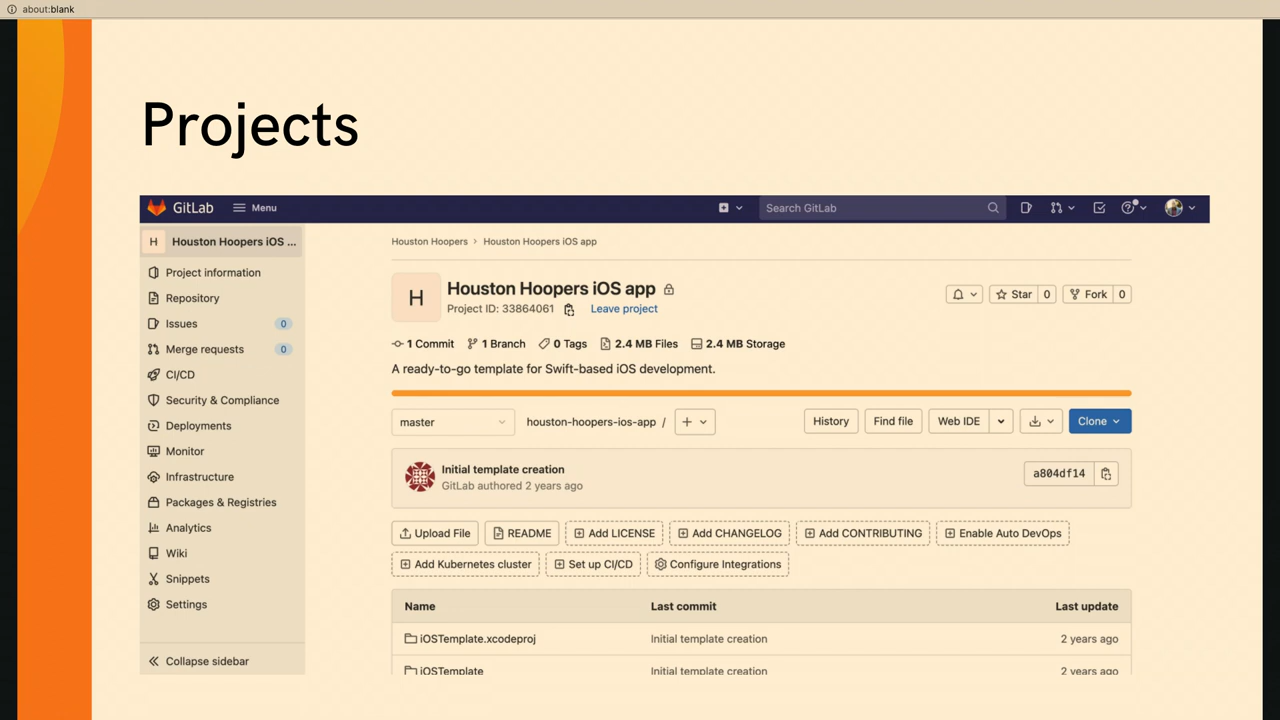 about:blank
Projects
GitLab Menu Search GitLab
H Houston Hoopers iOS ...
Project information
Repository
Issues 0
Merge requests 0
CI/CD
Security & Compliance
Deployments
Monitor
Infrastructure
Packages & Registries
Analytics
Wiki
Snippets
Settings
Collapse sidebar
Houston Hoopers › Houston Hoopers iOS app
H
Houston Hoopers iOS app
Project ID: 33864061 Leave project
Star 0 Fork 0
1 Commit 1 Branch 0 Tags 2.4 MB Files 2.4 MB Storage
A ready-to-go template for Swift-based iOS development.
master houston-hoopers-ios-app / + History Find file Web IDE Clone
Initial template creation
GitLab authored 2 years ago
a804df14
Upload File README Add LICENSE Add CHANGELOG Add CONTRIBUTING Enable Auto DevOps
Add Kubernetes cluster Set up CI/CD Configure Integrations
Name Last commit Last update
iOSTemplate.xcodeproj Initial template creation 2 years ago
iOSTemplate Initial template creation 2 years ago